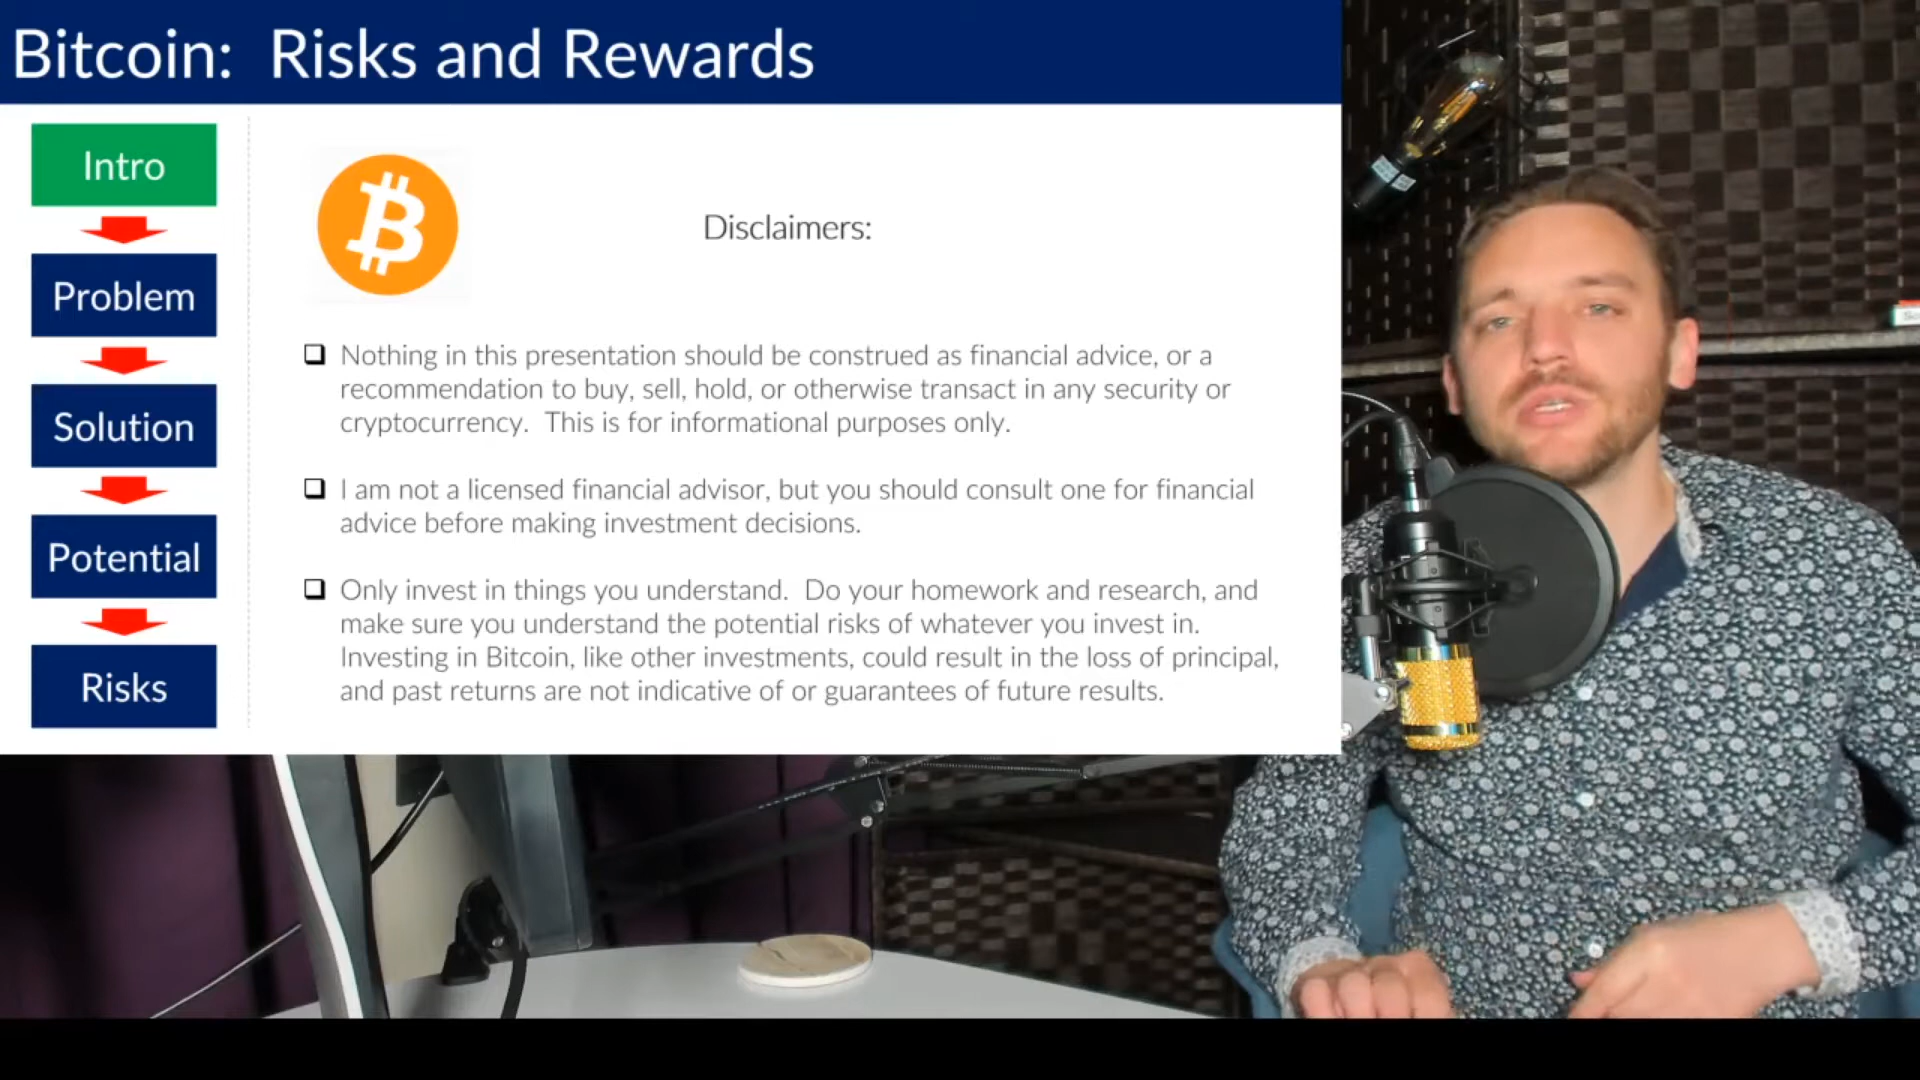 Bitcoin:  Risks and Rewards
Intro
Problem
Solution
Potential
Risks
Disclaimers:
Nothing in this presentation should be construed as financial advice, or a
recommendation to buy, sell, hold, or otherwise transact in any security or
cryptocurrency.  This is for informational purposes only.
I am not a licensed financial advisor, but you should consult one for financial
advice before making investment decisions.
Only invest in things you understand.  Do your homework and research, and
make sure you understand the potential risks of whatever you invest in.
Investing in Bitcoin, like other investments, could result in the loss of principal,
and past returns are not indicative of or guarantees of future results.